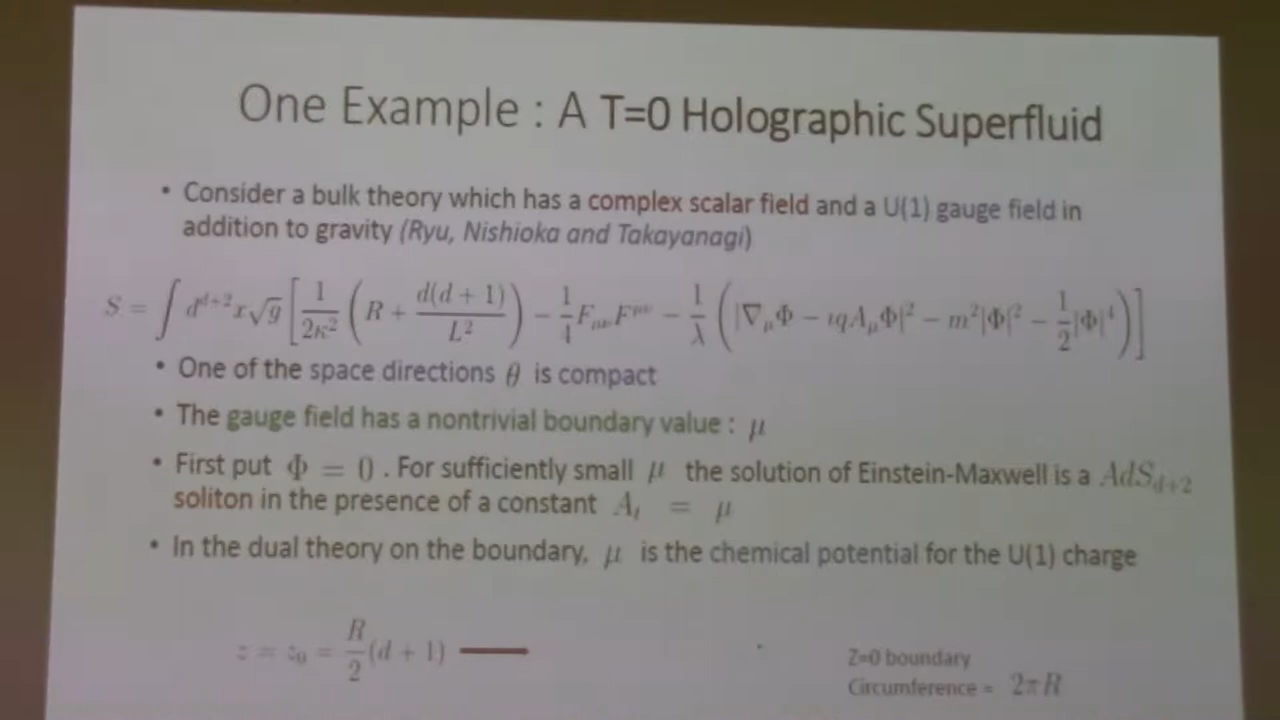 One Example : A T=0 Holographic Superfluid
• Consider a bulk theory which has a complex scalar field and a U(1) gauge field in
addition to gravity (Ryu, Nishioka and Takayanagi)
S = ∫ d^{d+2}x√g [ 1/2κ² ( R + d(d + 1)/L² ) − 1/4 F_{μν}F^{μν} − 1/λ ( |∇_μΦ − ıqA_μΦ|² − m²|Φ|² − 1/2|Φ|⁴ ) ]
• One of the space directions θ is compact
• The gauge field has a nontrivial boundary value : μ
• First put Φ = 0 . For sufficiently small μ the solution of Einstein-Maxwell is a AdS_{d+2}
soliton in the presence of a constant A_t = μ
• In the dual theory on the boundary, μ is the chemical potential for the U(1) charge
z = z₀ = R/2 (d + 1)
Z=0 boundary
Circumference = 2πR